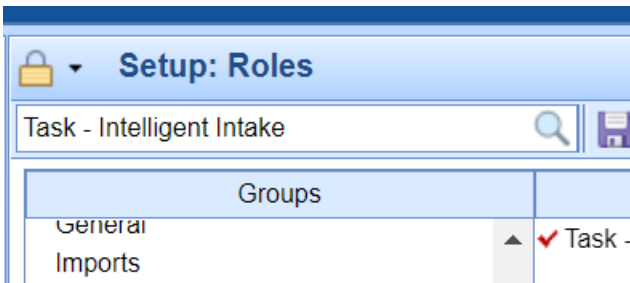 Setup: Roles
Task - Intelligent Intake
Groups
General
Task -
Imports